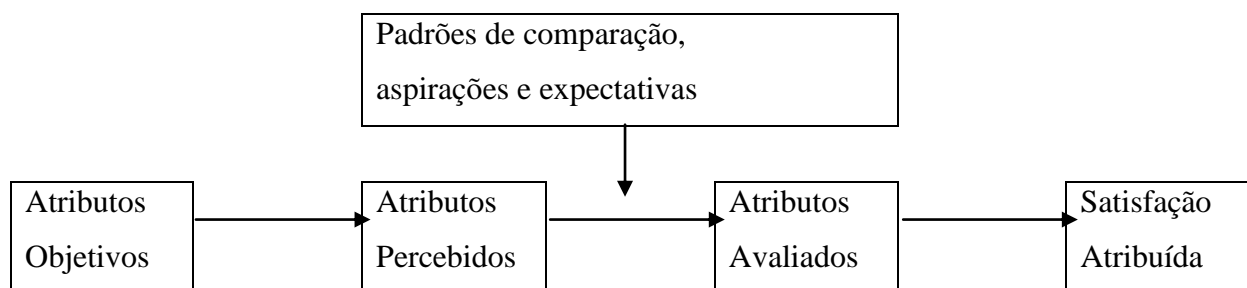 Padrões de comparação,
aspirações e expectativas
Atributos
Objetivos
Atributos
Percebidos
Atributos
Avaliados
Satisfação
Atribuída